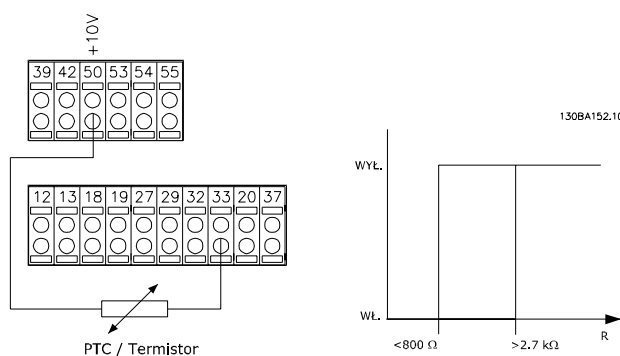 +10V
39 42 50 53 54 55
130BA152.10
WYŁ.
12 13 18 19 27 29 32 33 20 37
WŁ.
<800 Ω >2.7 kΩ R
PTC / Termistor